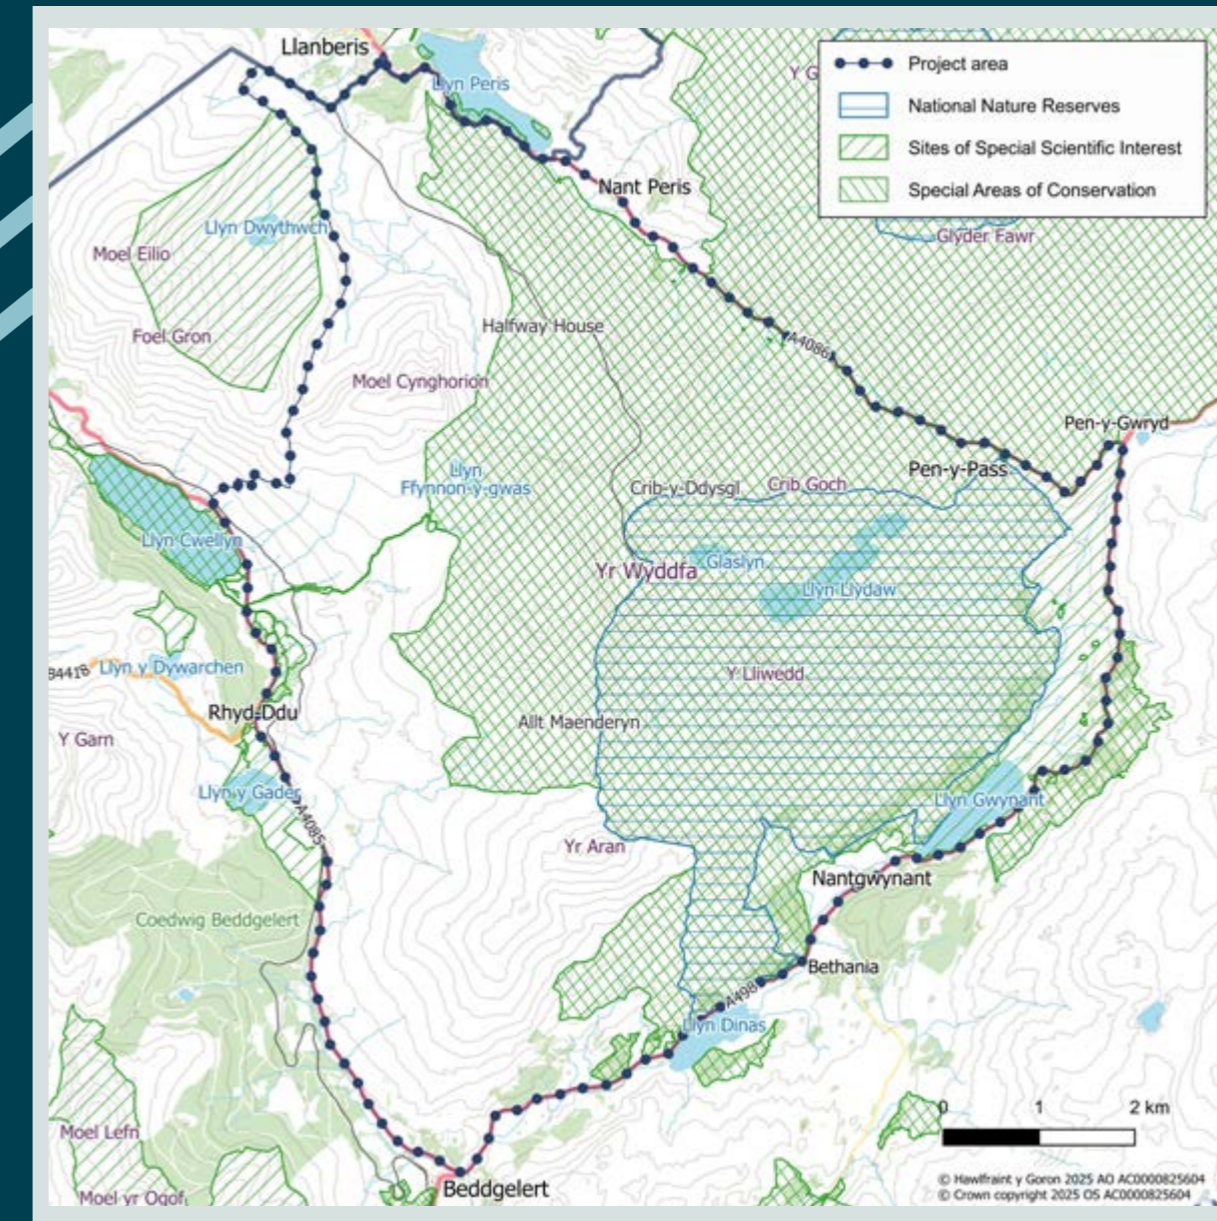 Llanberis
Llyn Peris
Y G
Project area
National Nature Reserves
Sites of Special Scientific Interest
Special Areas of Conservation
Nant Peris
Llyn Dwythwch
Glyder Fawr
Moel Eilio
Halfway House
Foel Gron
A4086
Moel Cynghorion
Pen-y-Gwryd
Llyn
Ffynnon-y-gwas
Pen-y-Pass
Crib-y-Ddysgl
Crib Goch
Llyn Cwellyn
Yr Wyddfa
Glaslyn
Llyn Llydaw
B4418
Llyn y Dywarchen
Y Lliwedd
Rhyd-Ddu
Allt Maenderyn
Y Garn
Llyn y Gader
A4085
Llyn Gwynant
Yr Aran
Nantgwynant
Coedwig Beddgelert
Bethania
A498
Llyn Dinas
0 1 2 km
Moel Lefn
© Hawlfraint y Goron 2025 AO AC0000825604
© Crown copyright 2025 OS AC0000825604
Beddgelert
Moel yr Ogof